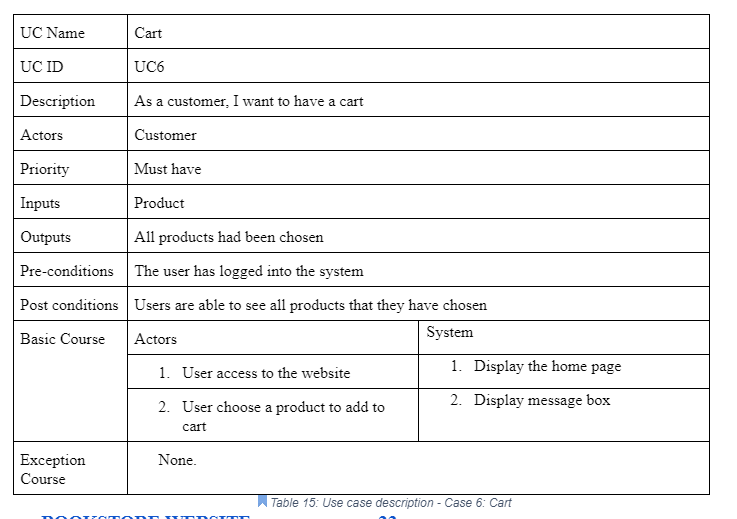 UC Name Cart
UC ID UC6
Description As a customer, I want to have a cart
Actors Customer
Priority Must have
Inputs Product
Outputs All products had been chosen
Pre-conditions The user has logged into the system
Post conditions Users are able to see all products that they have chosen
Basic Course Actors System
1. User access to the website 1. Display the home page
2. User choose a product to add to 2. Display message box
cart
Exception None.
Course
Table 15: Use case description - Case 6: Cart
BOOKSTORE WEBSITE 22